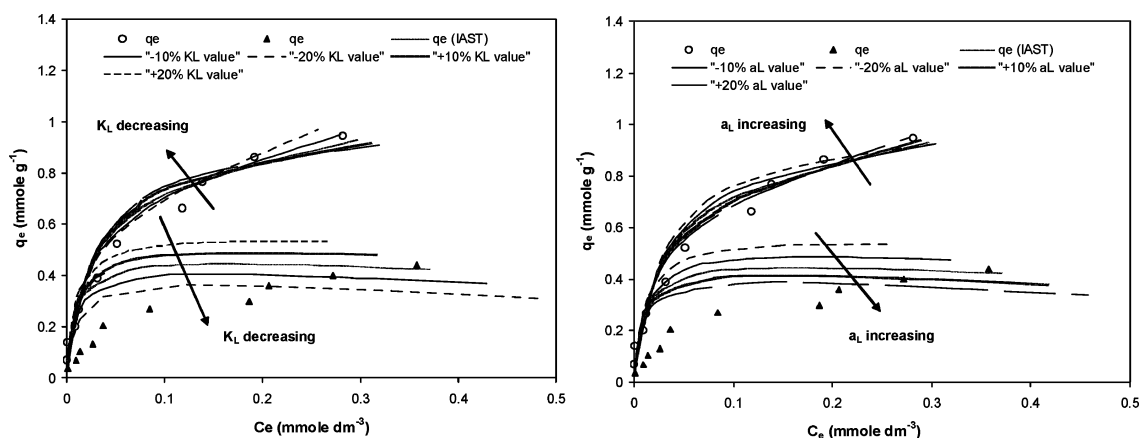 1.4
1.2
1
0.8
0.6
0.4
0.2
0
qe (mmole g-1)
qe qe qe (IAST)
"-10% KL value" "-20% KL value" "+10% KL value"
"+20% KL value"
KL decreasing
KL decreasing
0 0.1 0.2 0.3 0.4 0.5
Ce (mmole dm-3)
1.4
1.2
1
0.8
0.6
0.4
0.2
0
qe (mmole g-1)
qe qe qe (IAST)
"-10% aL value" "-20% aL value" "+10% aL value"
"+20% aL value"
aL increasing
aL increasing
0 0.1 0.2 0.3 0.4 0.5
Ce (mmole dm-3)